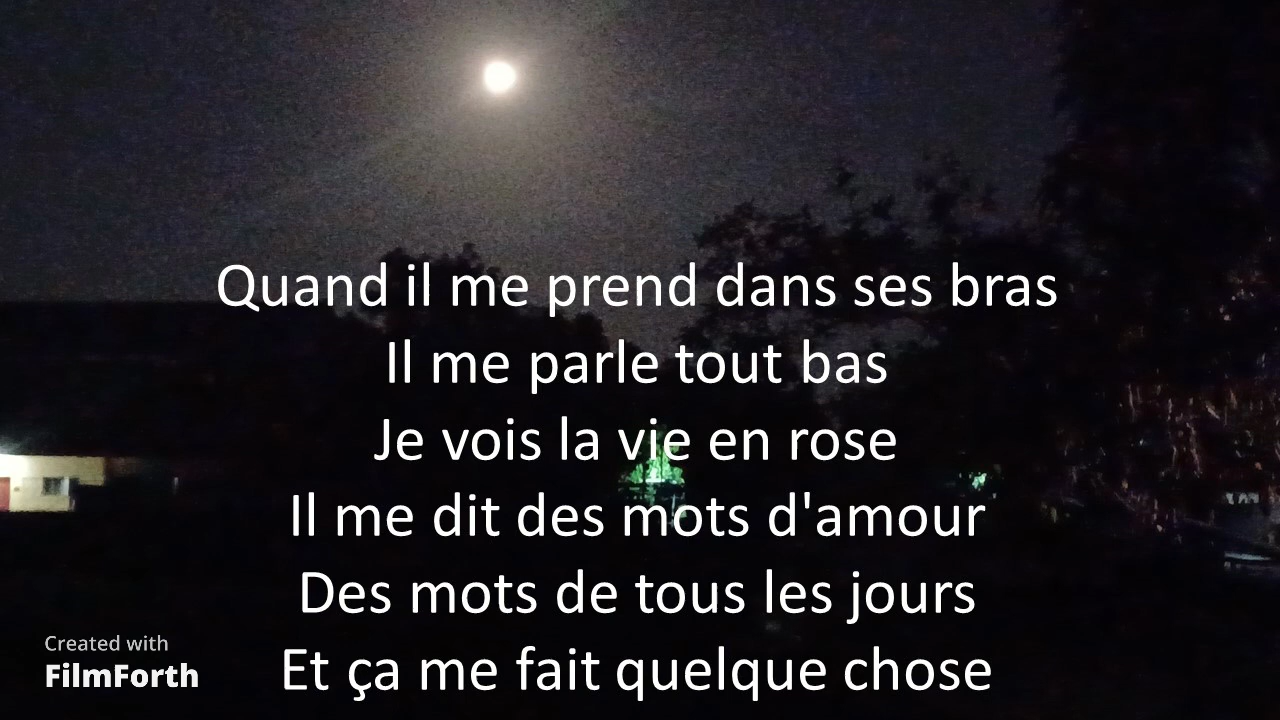 Quand il me prend dans ses bras
Il me parle tout bas
Je vois la vie en rose
Il me dit des mots d'amour
Des mots de tous les jours
Et ça me fait quelque chose
Created with
FilmForth